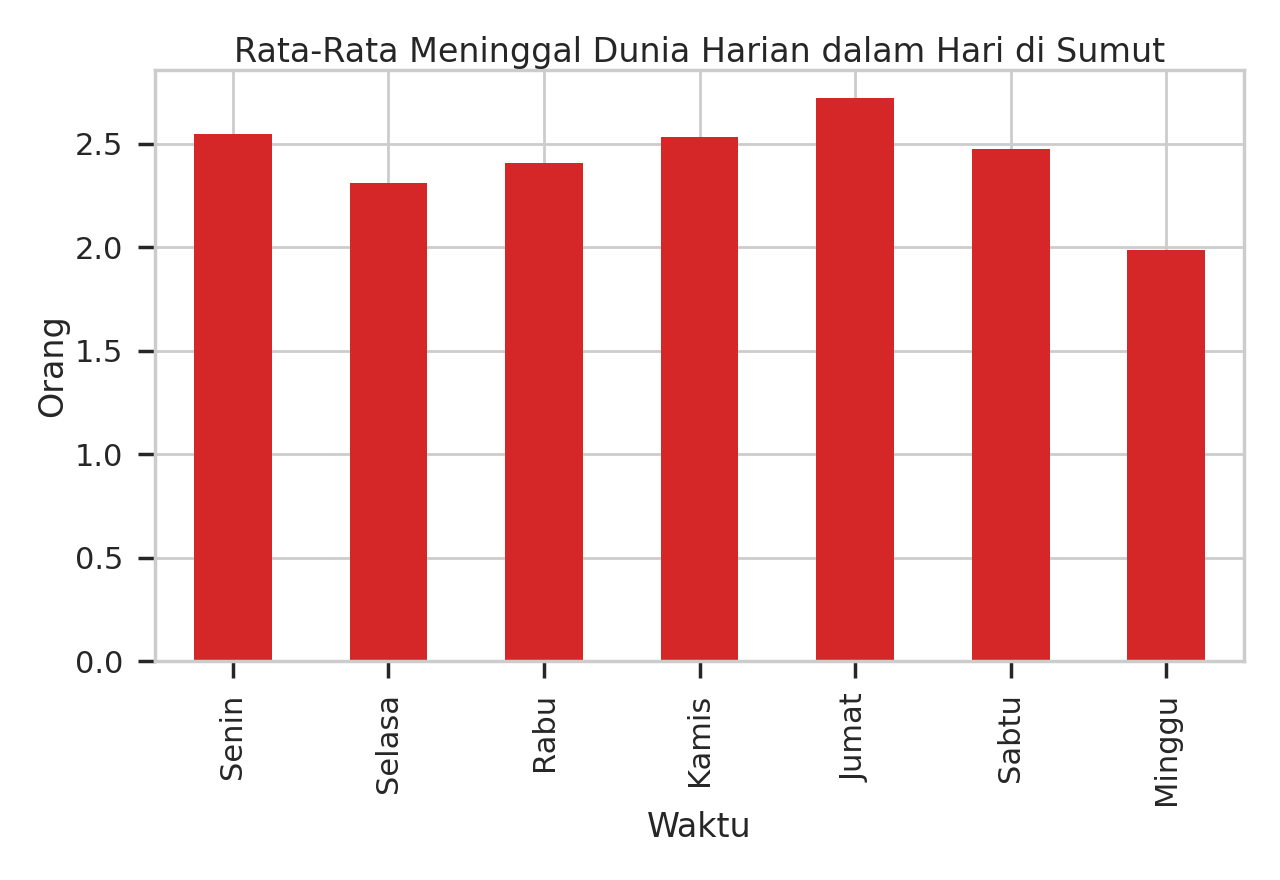 Rata-Rata Meninggal Dunia Harian dalam Hari di Sumut
Orang
2.5
2.0
1.5
1.0
0.5
0.0
Senin
Selasa
Rabu
Kamis
Jumat
Sabtu
Minggu
Waktu